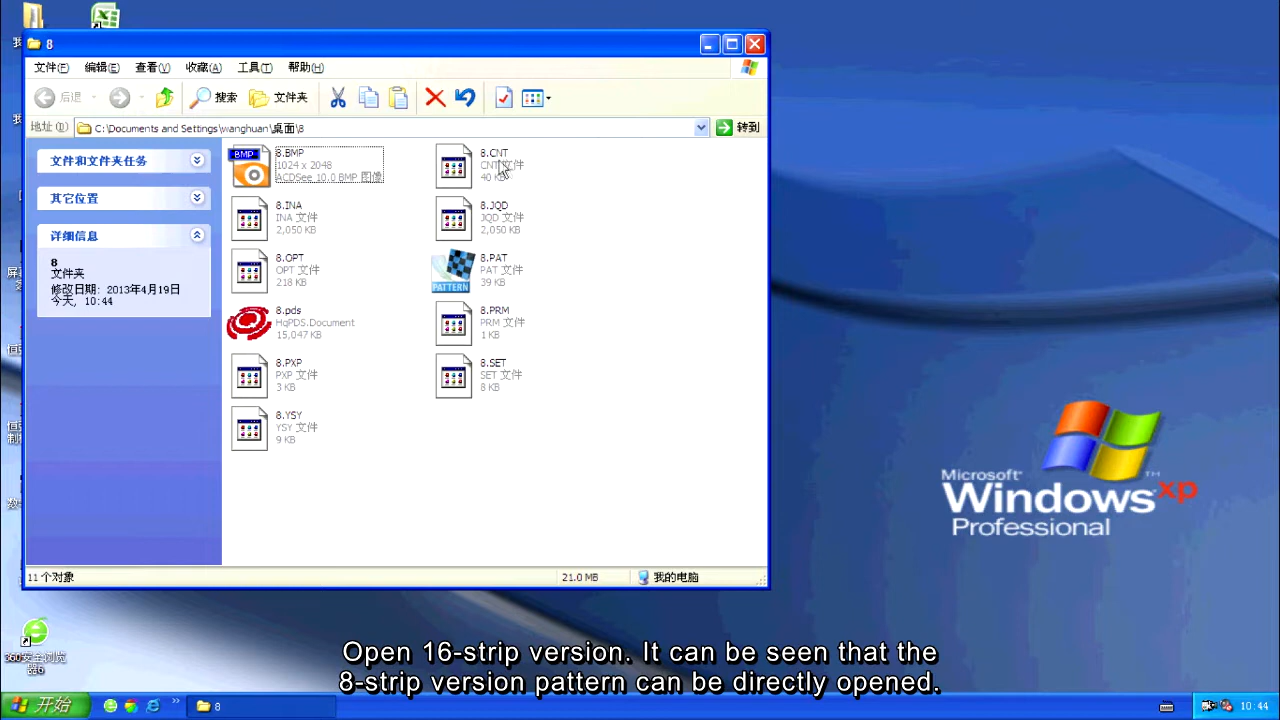 8
文件(F) 编辑(E) 查看(V) 收藏(A) 工具(T) 帮助(H)
后退 搜索 文件夹
地址(D) C:\Documents and Settings\wanghuan\桌面\8 转到
文件和文件夹任务
其它位置
详细信息
8
文件夹
修改日期: 2013年4月19日
今天, 10:44
BMP
8.BMP
1024 x 2048
ACDSee 10.0 BMP 图像
8.CNT
CNT 文件
40 KB
8.INA
INA 文件
2,050 KB
8.JQD
JQD 文件
2,050 KB
8.OPT
OPT 文件
218 KB
PATTERN
8.PAT
PAT 文件
39 KB
8.pds
HqPDS.Document
15,047 KB
8.PRM
PRM 文件
1 KB
8.PXP
PXP 文件
3 KB
8.SET
SET 文件
8 KB
8.YSY
YSY 文件
9 KB
11 个对象 21.0 MB 我的电脑
Microsoft
Windows xp
Professional
360安全浏览
Open 16-strip version. It can be seen that the
8-strip version pattern can be directly opened.
开始 8 10:44